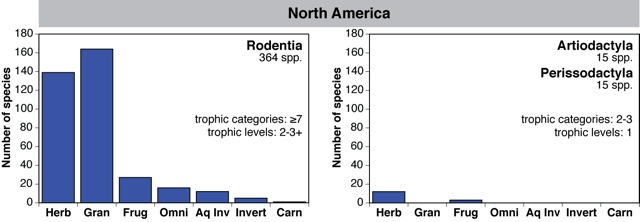 North America
Number of species
180
160
140
120
100
80
60
40
20
0
Rodentia
364 spp.
trophic categories: ≥7
trophic levels: 2-3+
Herb Gran Frug Omni Aq Inv Invert Carn
Number of species
180
160
140
120
100
80
60
40
20
0
Artiodactyla
15 spp.
Perissodactyla
15 spp.
trophic categories: 2-3
trophic levels: 1
Herb Gran Frug Omni Aq Inv Invert Carn